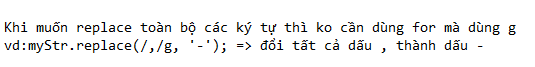 Khi muốn replace toàn bộ các ký tự thì ko cần dùng for mà dùng g
vd:myStr.replace(/,/g, '-'); => đổi tất cả dấu , thành dấu -